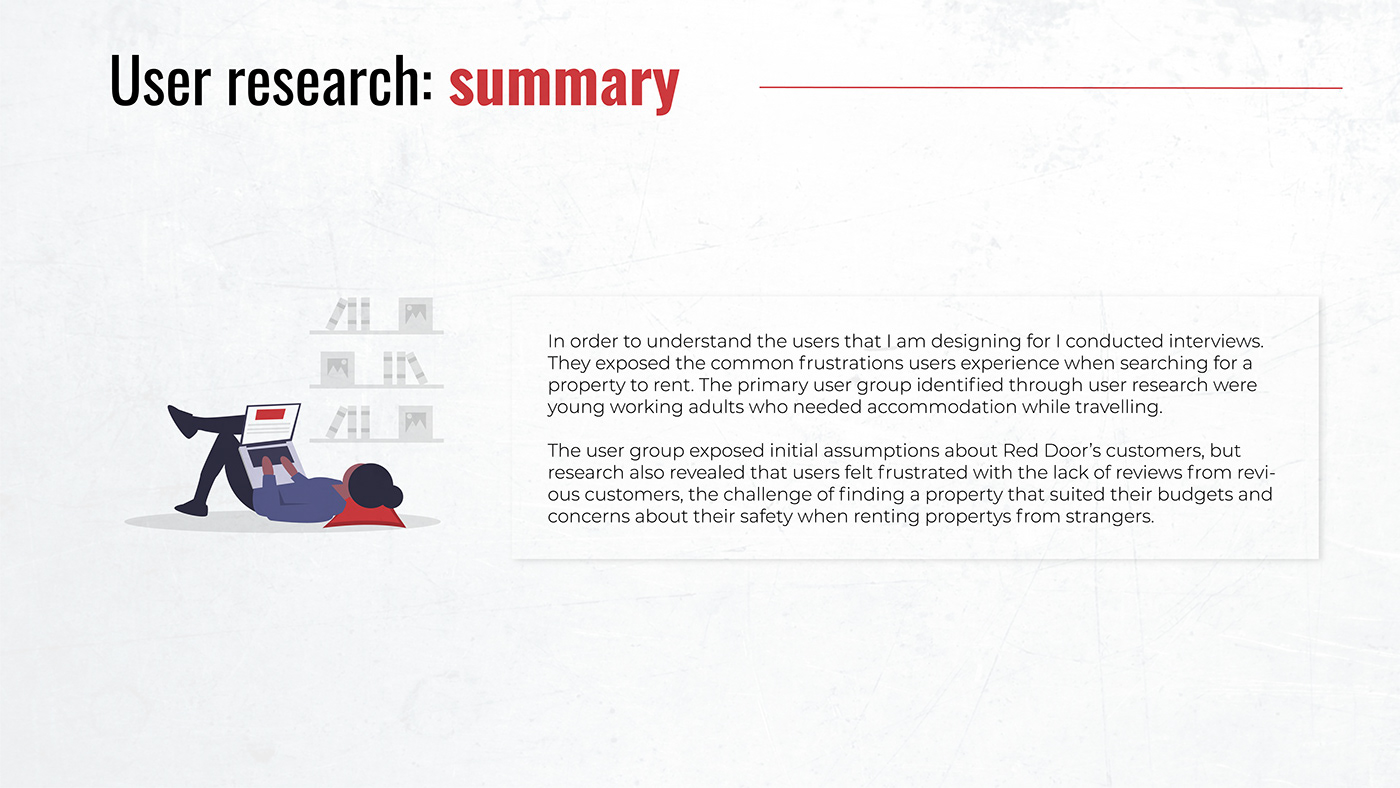 User research: summary
In order to understand the users that I am designing for I conducted interviews.
They exposed the common frustrations users experience when searching for a
property to rent. The primary user group identified through user research were
young working adults who needed accommodation while travelling.
The user group exposed initial assumptions about Red Door’s customers, but
research also revealed that users felt frustrated with the lack of reviews from revi-
ous customers, the challenge of finding a property that suited their budgets and
concerns about their safety when renting propertys from strangers.